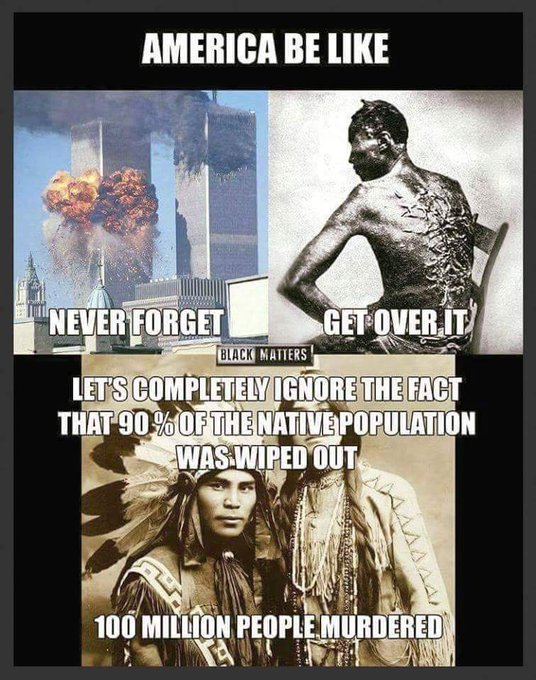 AMERICA BE LIKE
NEVER FORGET
GET OVER IT
BLACK MATTERS
LET'S COMPLETELY IGNORE THE FACT
THAT 90% OF THE NATIVE POPULATION
WAS WIPED OUT
100 MILLION PEOPLE MURDERED